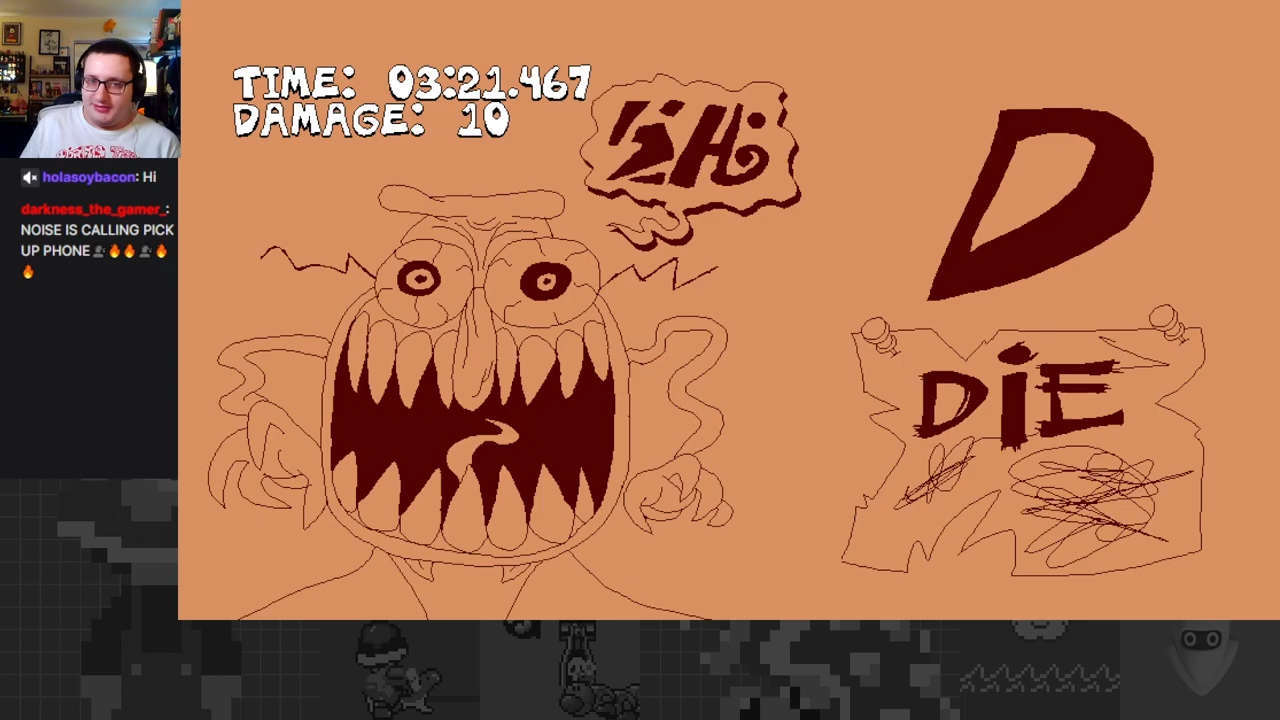 TIME: 03:21.467
DAMAGE: 10
D
DiE
holasoybacon: Hi
darkness_the_gamer_:
NOISE IS CALLING PICK
UP PHONE